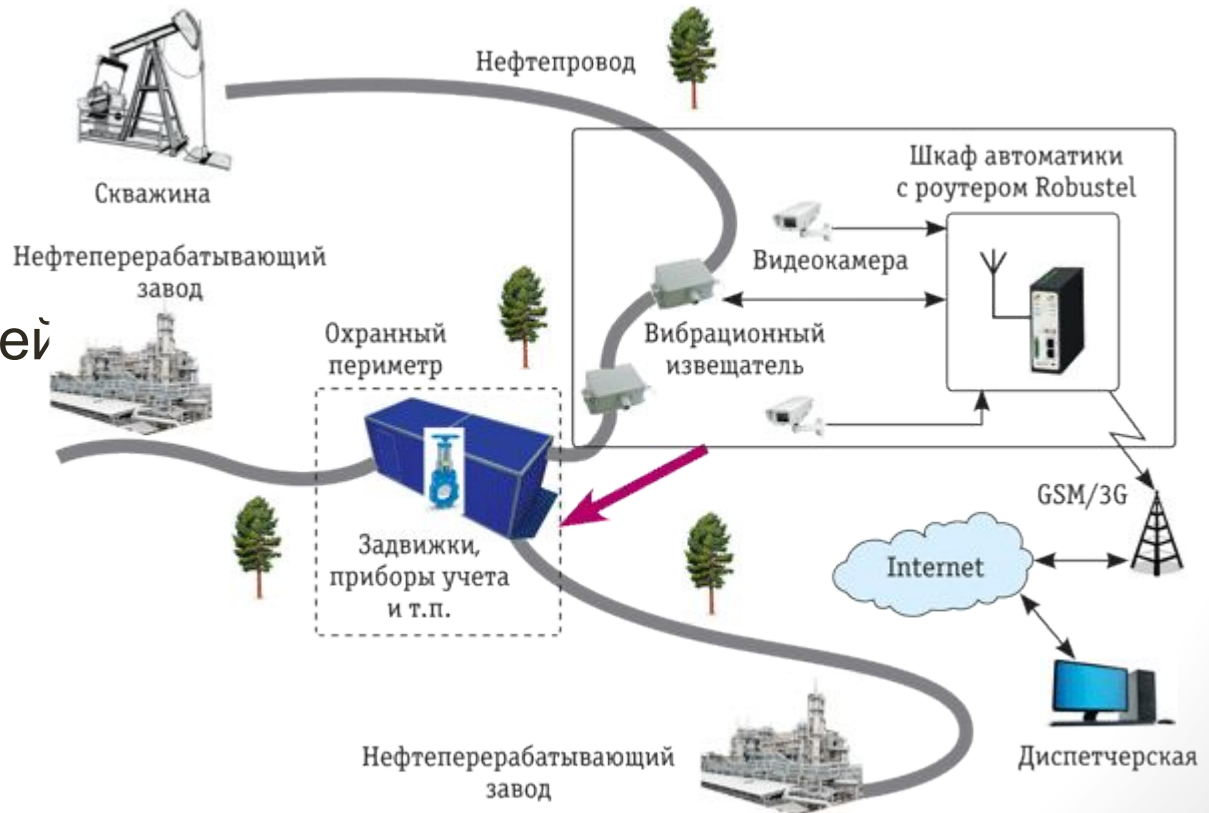 Нефтепровод
Скважина
Шкаф автоматики
с роутером Robustel
Видеокамера
Нефтеперерабатывающий
завод
ей
Охранный
периметр
Вибрационный
извещатель
GSM/3G
Задвижки,
приборы учета
и т.п.
Internet
Нефтеперерабатывающий
завод
Диспетчерская